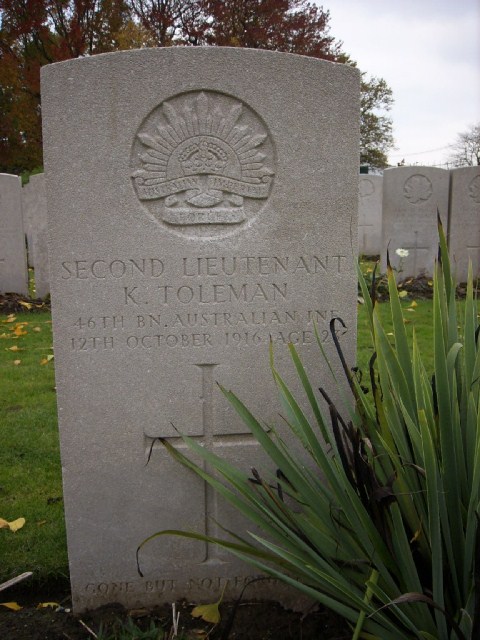 SECOND LIEUTENANT
K. TOLEMAN
46TH BN. AUSTRALIAN INF.
12TH OCTOBER 1916 AGE
GONE BUT NOT